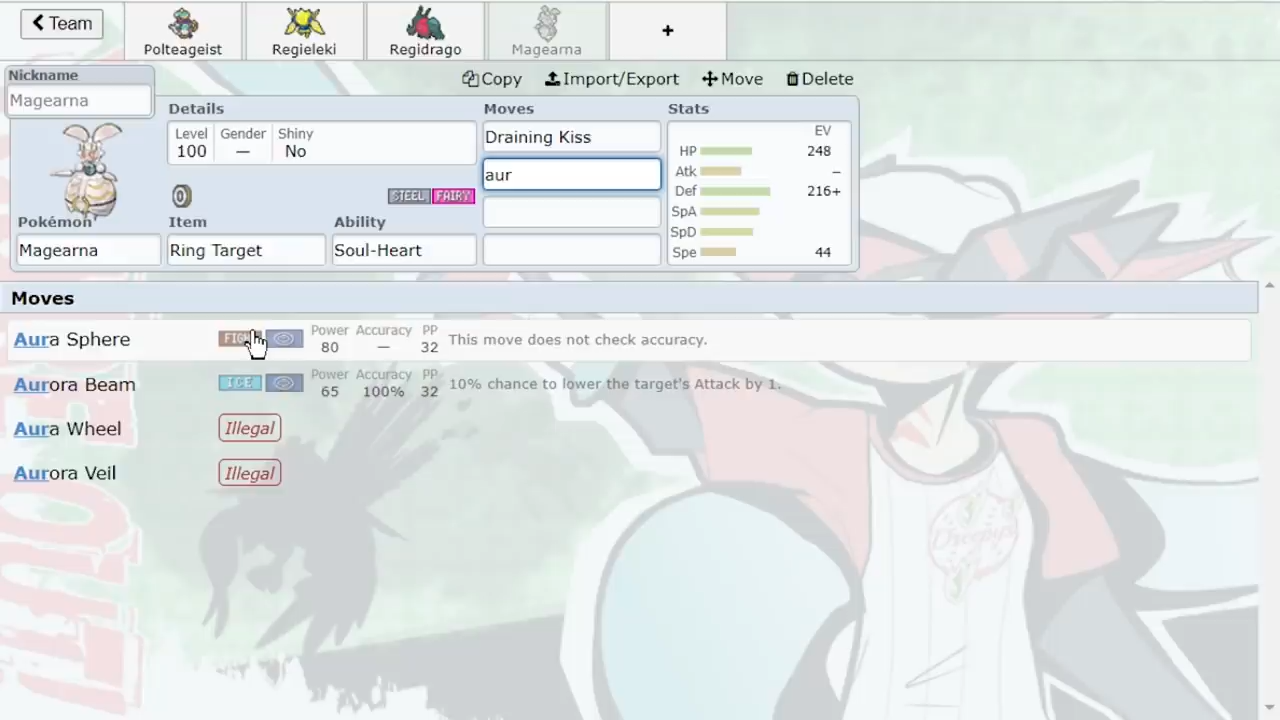 Team
Polteageist
Regieleki
Regidrago
Magearna
+
Nickname
Magearna
Copy
Import/Export
Move
Delete
Details
Level
100
Gender
—
Shiny
No
STEEL FAIRY
Pokémon
Magearna
Item
Ring Target
Ability
Soul-Heart
Moves
Draining Kiss
aur
Stats
EV
HP 248
Atk –
Def 216+
SpA
SpD
Spe 44
Moves
Aura Sphere Power 80 Accuracy — PP 32 This move does not check accuracy.
Aurora Beam ICE Power 65 Accuracy 100% PP 32 10% chance to lower the target's Attack by 1.
Aura Wheel Illegal
Aurora Veil Illegal